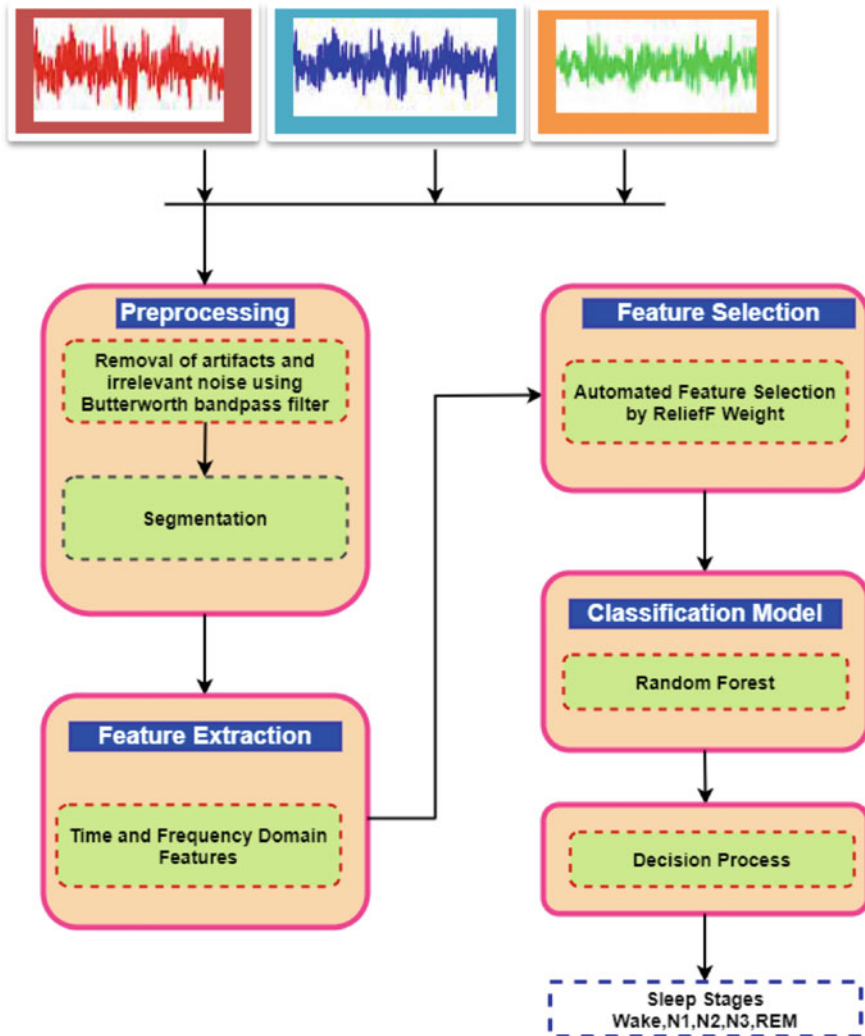 Preprocessing
Removal of artifacts and
irrelevant noise using
Butterworth bandpass filter
Segmentation
Feature Extraction
Time and Frequency Domain
Features
Feature Selection
Automated Feature Selection
by ReliefF Weight
Classification Model
Random Forest
Decision Process
Sleep Stages
Wake,N1,N2,N3,REM